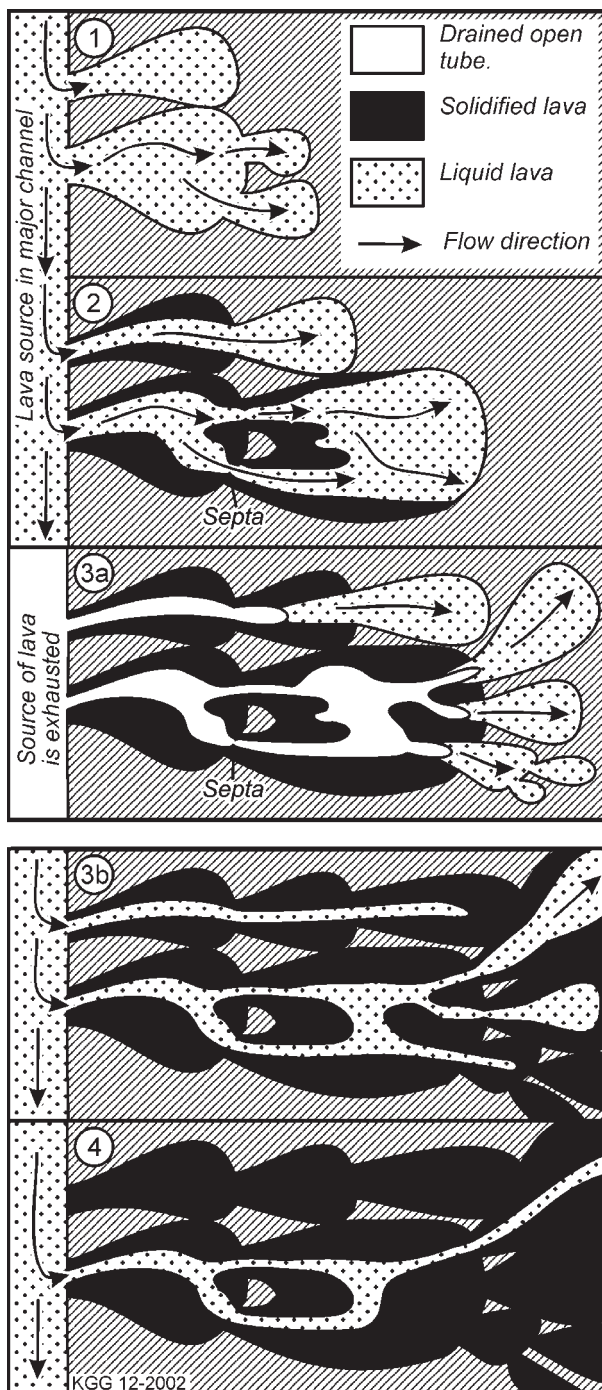 1
Drained open
tube.
Solidified lava
Liquid lava
Flow direction
Lava source in major channel
2
Septa
3a
Source of lava
is exhausted
Septa
3b
4
KGG 12-2002